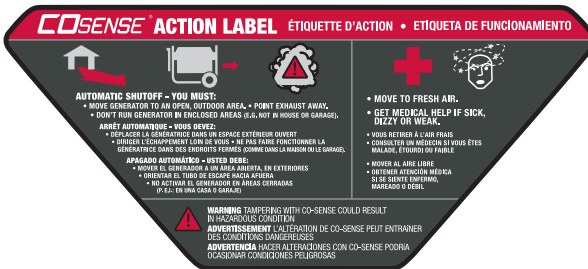 COSENSE® ACTION LABEL ÉTIQUETTE D'ACTION • ETIQUETA DE FUNCIONAMIENTO
AUTOMATIC SHUTOFF – YOU MUST:
• MOVE GENERATOR TO AN OPEN, OUTDOOR AREA. • POINT EXHAUST AWAY.
• DON'T RUN GENERATOR IN ENCLOSED AREAS (E.G. NOT IN HOUSE OR GARAGE).
ARRÊT AUTOMATIQUE – VOUS DEVEZ:
• DÉPLACER LA GÉNÉRATRICE DANS UN ESPACE EXTÉRIEUR OUVERT
• DIRIGER L'ÉCHAPPEMENT LOIN DE VOUS • NE PAS FAIRE FONCTIONNER LA
GÉNÉRATRICE DANS DES ENDROITS FERMÉS (COMME DANS LA MAISON OU LE GARAGE).
APAGADO AUTOMÁTICO – USTED DEBE:
• MOVER EL GENERADOR A UN ÁREA ABIERTA, EN EXTERIORES
• ORIENTAR EL TUBO DE ESCAPE HACIA AFUERA
• NO ACTIVAR EL GENERADOR EN ÁREAS CERRADAS
(P. EJ.: EN UNA CASA O GARAJE)
• MOVE TO FRESH AIR.
• GET MEDICAL HELP IF SICK,
DIZZY OR WEAK.
• VOUS RETIRER À L'AIR FRAIS
• CONSULTER UN MÉDECIN SI VOUS ÊTES
MALADE, ÉTOURDI OU FAIBLE
• MOVER AL AIRE LIBRE
• OBTENER ATENCIÓN MÉDICA
SI SE SIENTE ENFERMO,
MAREADO O DÉBIL
WARNING TAMPERING WITH CO-SENSE COULD RESULT
IN HAZARDOUS CONDITION
ADVERTISSEMENT L'ALTÉRATION DE CO-SENSE PEUT ENTRAINER
DES CONDITIONS DANGEREUSES
ADVERTENCIA HACER ALTERACIONES CON CO-SENSE PODRÍA
OCASIONAR CONDICIONES PELIGROSAS